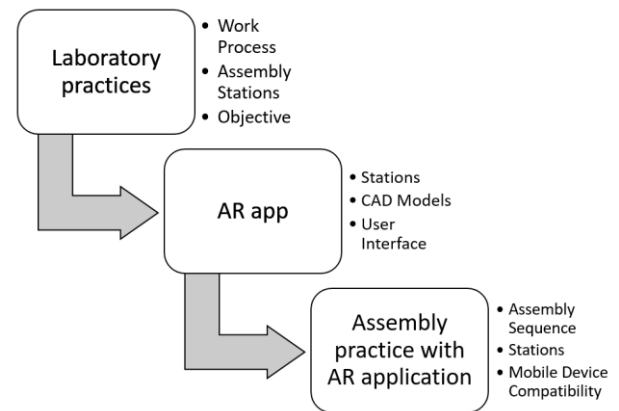 Laboratory
practices
• Work
Process
• Assembly
Stations
• Objective
AR app
• Stations
• CAD Models
• User
Interface
Assembly
practice with
AR application
• Assembly
Sequence
• Stations
• Mobile Device
Compatibility